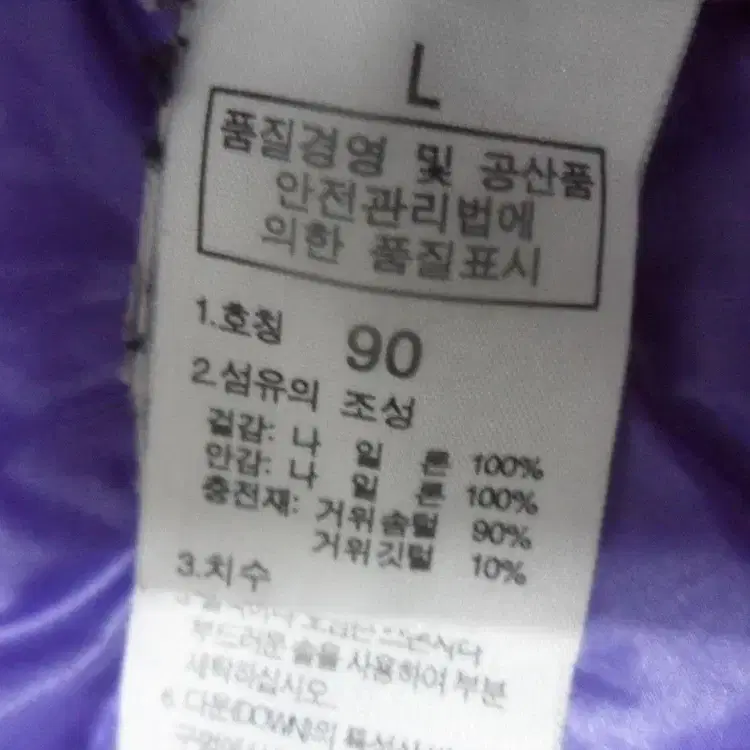 L
품질경영 및 공산품
안전관리법에
의한 품질표시
1.호칭 90
2.섬유의 조성
겉감: 나 일 론 100%
안감: 나 일 론 100%
충전재: 거위솜털 90%
거위깃털 10%
3.치수
부드러운 솔을 사용하여 부분
세탁하십시오.
6.다운(DOWN)의 특성상